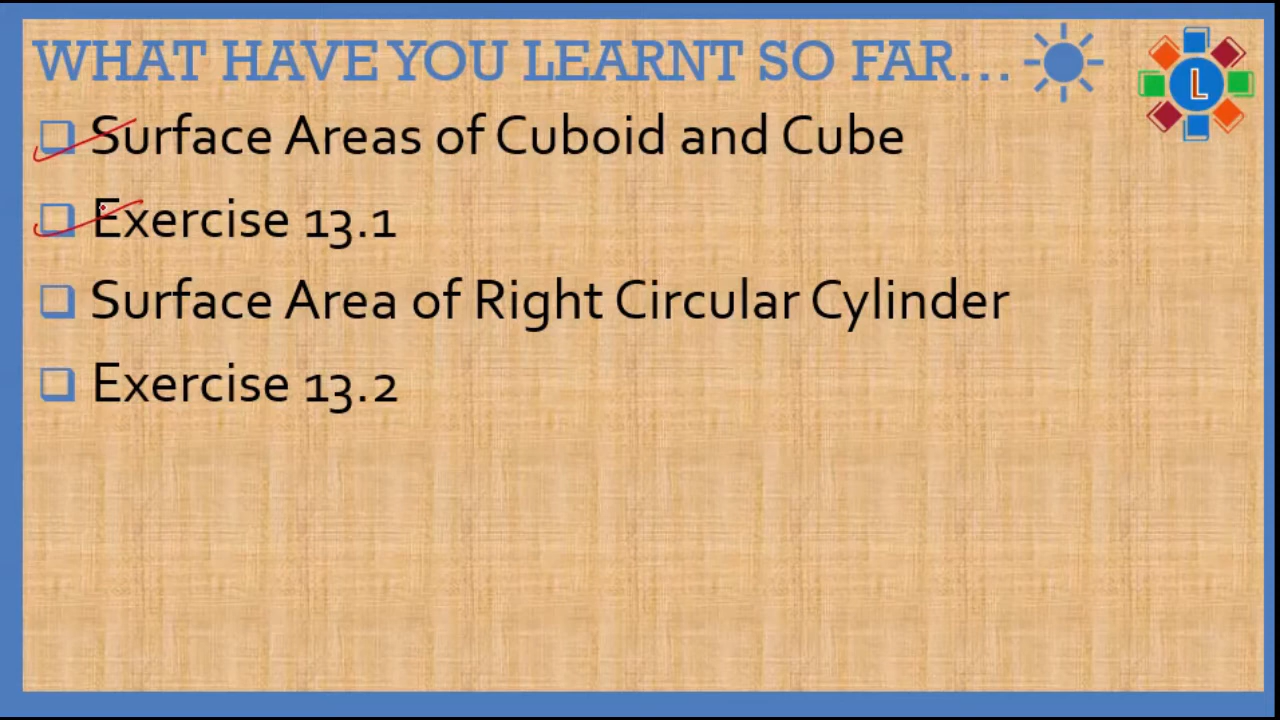 WHAT HAVE YOU LEARNT SO FAR...
L
Surface Areas of Cuboid and Cube
Exercise 13.1
Surface Area of Right Circular Cylinder
Exercise 13.2